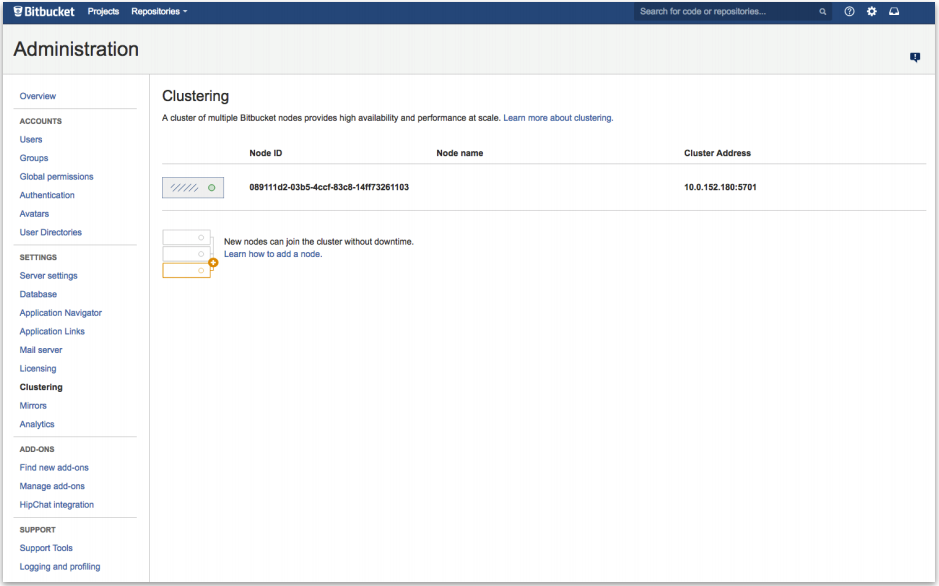 Bitbucket Projects Repositories Search for code or repositories...
Administration
Overview
ACCOUNTS
Users
Groups
Global permissions
Authentication
Avatars
User Directories
SETTINGS
Server settings
Database
Application Navigator
Application Links
Mail server
Licensing
Clustering
Mirrors
Analytics
ADD-ONS
Find new add-ons
Manage add-ons
HipChat integration
SUPPORT
Support Tools
Logging and profiling
Clustering
A cluster of multiple Bitbucket nodes provides high availability and performance at scale. Learn more about clustering.
Node ID Node name Cluster Address
089111d2-03b5-4ccf-83c8-14ff73261103 10.0.152.180:5701
New nodes can join the cluster without downtime.
Learn how to add a node.